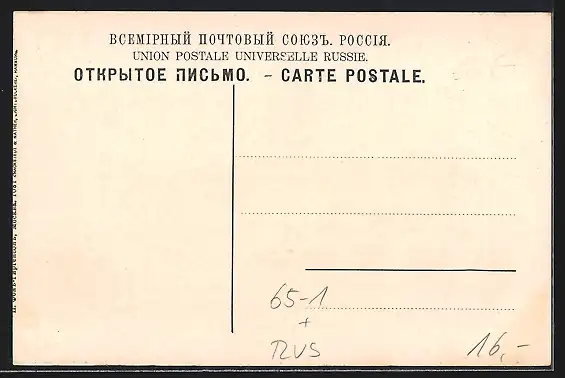 ВСЕМІРНЫЙ ПОЧТОВЫЙ СОЮЗЪ. РОССІЯ.
UNION POSTALE UNIVERSELLE RUSSIE.
ОТКРЫТОЕ ПИСЬМО. – CARTE POSTALE.
65-1
+
RUS
16,-